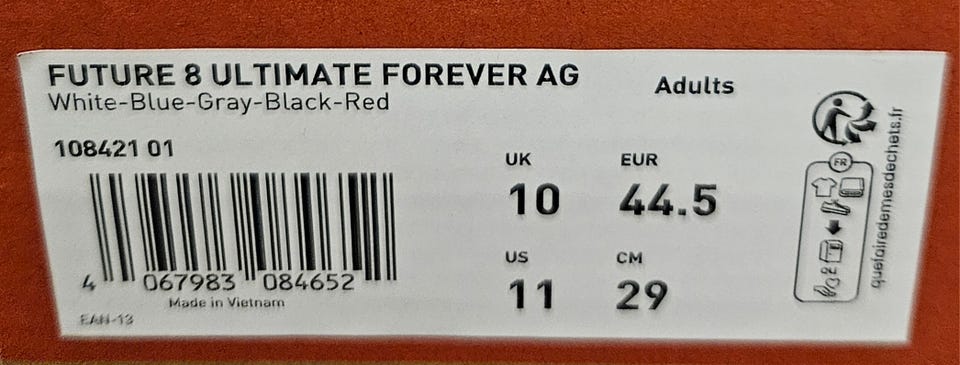 FUTURE 8 ULTIMATE FOREVER AG
White-Blue-Gray-Black-Red
Adults
108421 01
4 067983 084652
Made in Vietnam
EAN-13
UK
10
EUR
44.5
US
11
CM
29
FR
quefairedemesdechets.fr